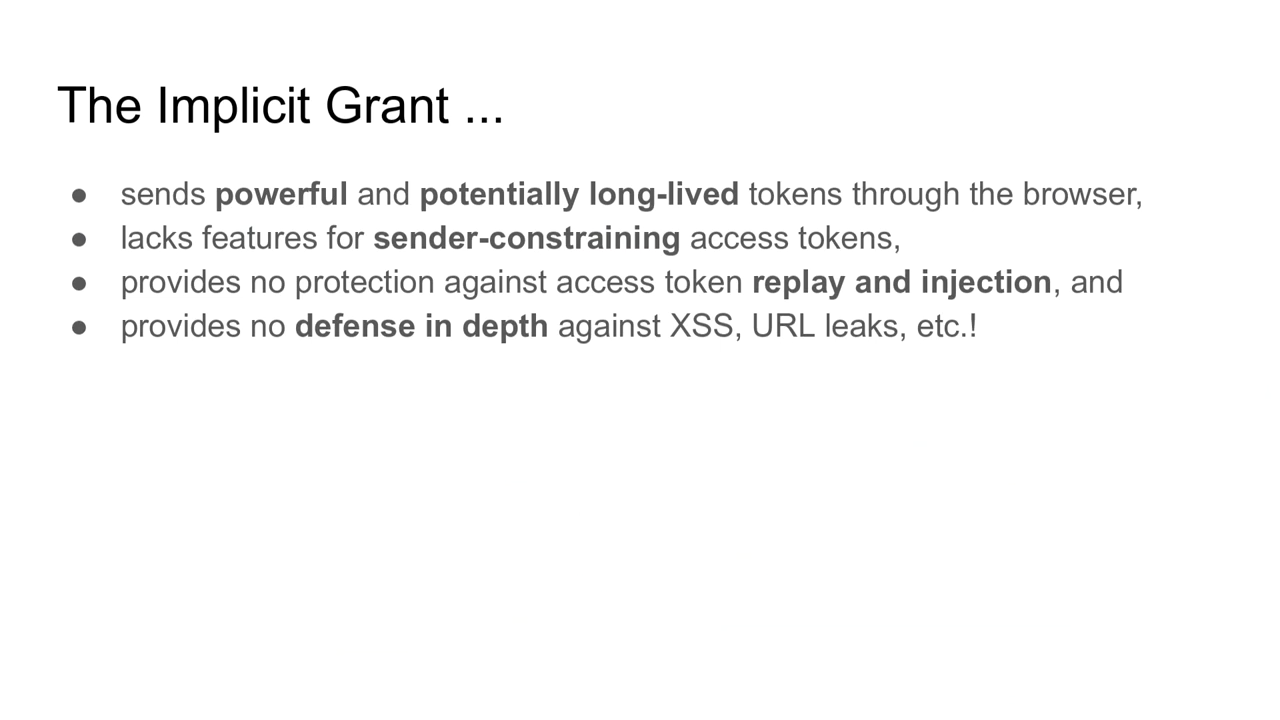 The Implicit Grant ...
● sends powerful and potentially long-lived tokens through the browser,
● lacks features for sender-constraining access tokens,
● provides no protection against access token replay and injection, and
● provides no defense in depth against XSS, URL leaks, etc.!